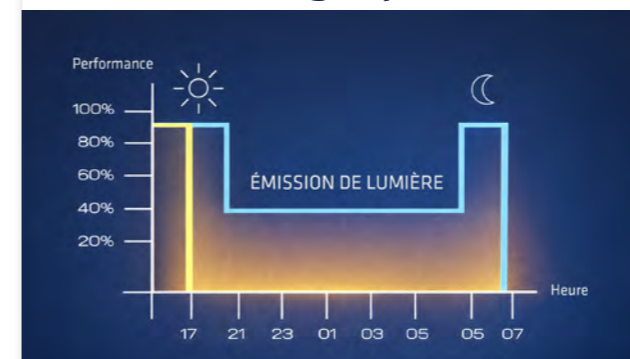 Performance
100%
80%
60%
ÉMISSION DE LUMIÈRE
40%
20%
Heure
17 21 23 01 03 05 05 07